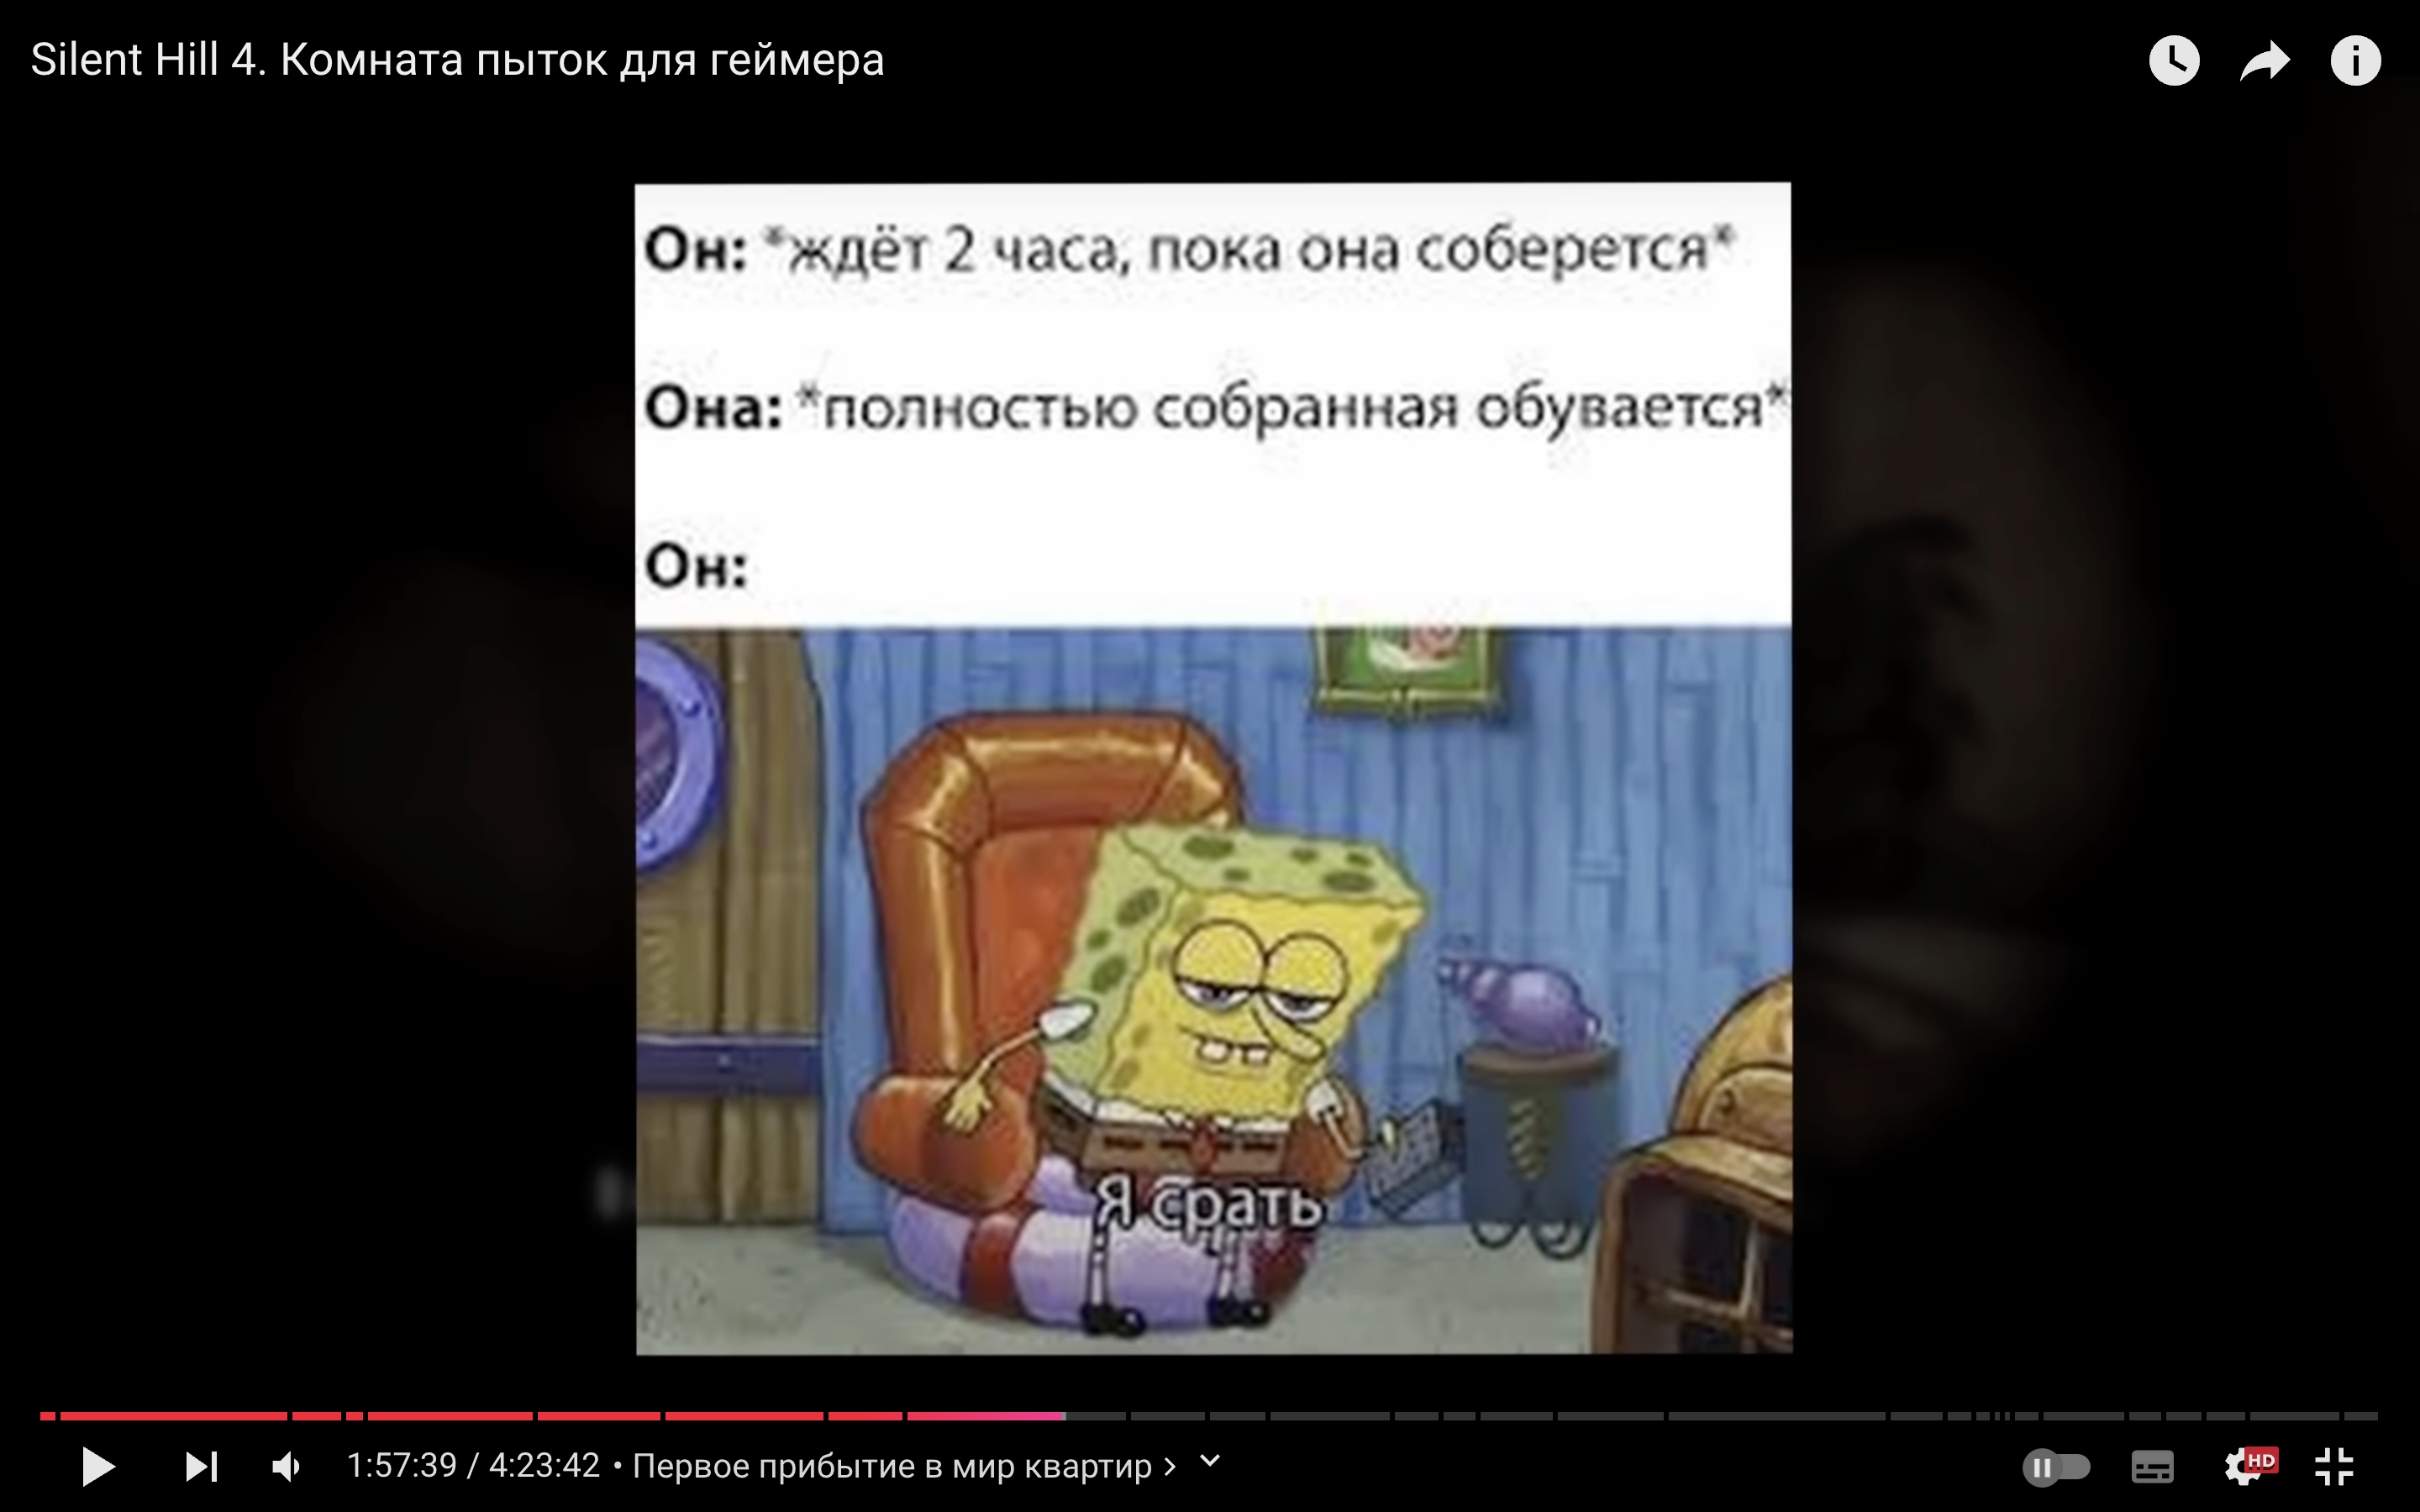 Silent Hill 4. Комната пыток для геймера
Он: *ждёт 2 часа, пока она соберется*
Она: *полностью собранная обувается*
Он:
Я срать
1:57:39 / 4:23:42 • Первое прибытие в мир квартир
HD